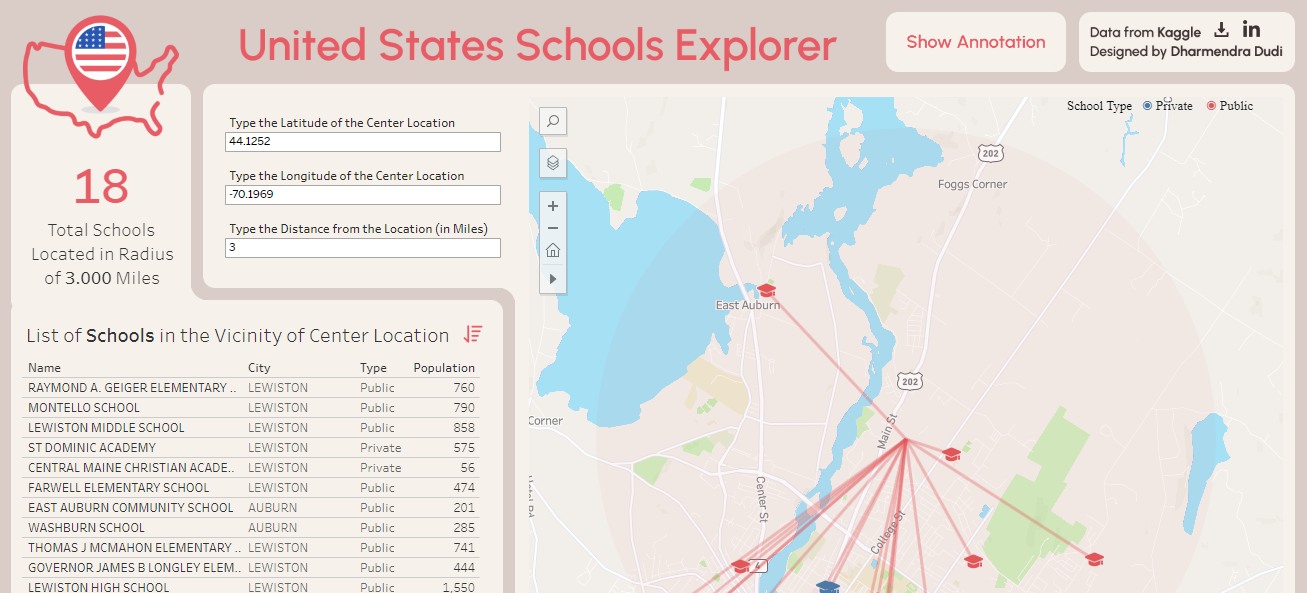 United States Schools Explorer
Show Annotation
Data from Kaggle
Designed by Dharmendra Dudi
18
Total Schools
Located in Radius
of 3.000 Miles
Type the Latitude of the Center Location
44.1252
Type the Longitude of the Center Location
-70.1969
Type the Distance from the Location (in Miles)
3
List of Schools in the Vicinity of Center Location
Name City Type Population
RAYMOND A. GEIGER ELEMENTARY .. LEWISTON Public 760
MONTELLO SCHOOL LEWISTON Public 790
LEWISTON MIDDLE SCHOOL LEWISTON Public 858
ST DOMINIC ACADEMY LEWISTON Private 575
CENTRAL MAINE CHRISTIAN ACADE.. LEWISTON Private 56
FARWELL ELEMENTARY SCHOOL LEWISTON Public 474
EAST AUBURN COMMUNITY SCHOOL AUBURN Public 201
WASHBURN SCHOOL AUBURN Public 285
THOMAS J MCMAHON ELEMENTARY .. LEWISTON Public 741
GOVERNOR JAMES B LONGLEY ELEM.. LEWISTON Public 444
LEWISTON HIGH SCHOOL LEWISTON Public 1,550
School Type Private Public
202
Foggs Corner
East Auburn
202
Corner
Main St
Center St
College St